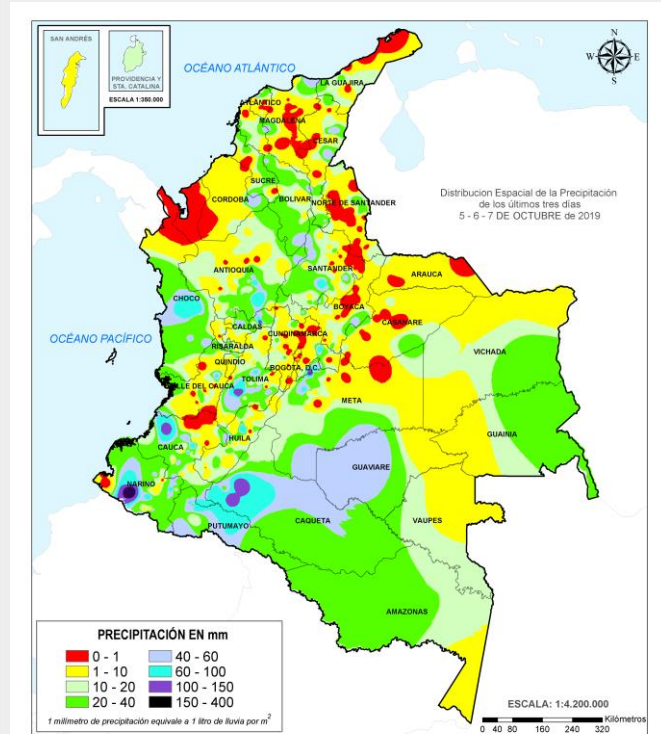 SAN ANDRÉS
PROVIDENCIA Y
STA. CATALINA
ESCALA 1:350.000
OCÉANO ATLÁNTICO
N
W E
S
LA GUAJIRA
ATLANTICO
MAGDALENA
CESAR
SUCRE
CORDOBA
BOLIVAR
NORTE DE SANTANDER
Distribucion Espacial de la Precipitación
de los últimos tres días
5 - 6 - 7 DE OCTUBRE de 2019
ANTIOQUIA
SANTANDER
ARAUCA
CHOCO
BOYACA
OCÉANO PACÍFICO
CALDAS
CUNDINAMARCA
CASANARE
RISARALDA
VICHADA
QUINDÍO
BOGOTA, D.C.
VALLE DEL CAUCA
TOLIMA
META
GUAINIA
CAUCA
HUILA
GUAVIARE
NARIÑO
PUTUMAYO
CAQUETA
VAUPES
AMAZONAS
PRECIPITACIÓN EN mm
0 - 1 40 - 60
1 - 10 60 - 100
10 - 20 100 - 150
20 - 40 150 - 400
1 milimetro de precipitación equivale a 1 litro de lluvia por m²
ESCALA: 1:4.200.000
Kilómetros
0 40 80 160 240 320